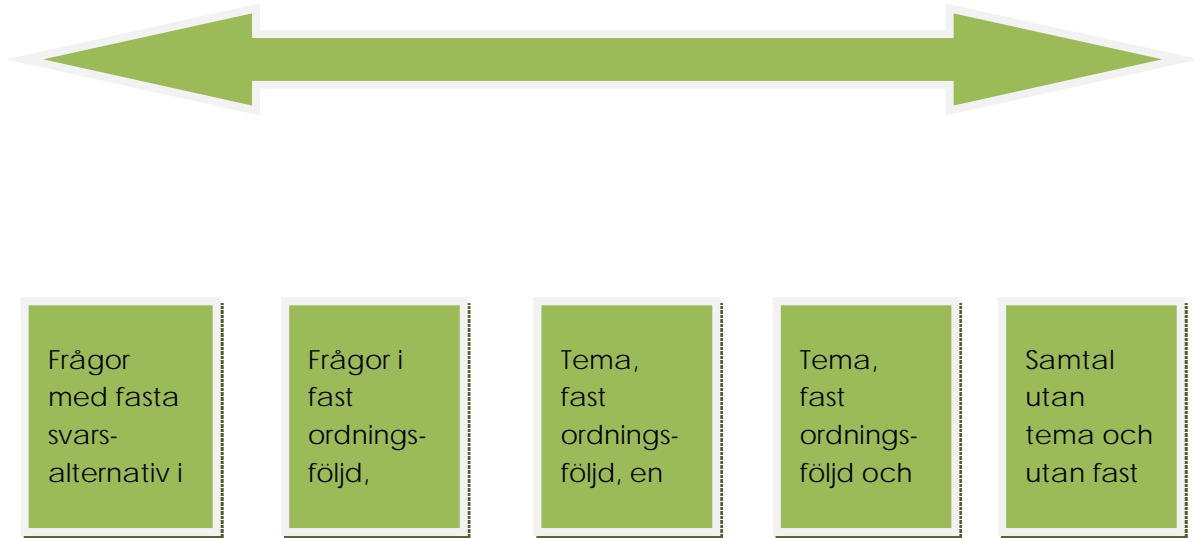 Frågor
med fasta
svars-
alternativ i
Frågor i
fast
ordnings-
följd,
Tema,
fast
ordnings-
följd, en
Tema,
fast
ordnings-
följd och
Samtal
utan
tema och
utan fast